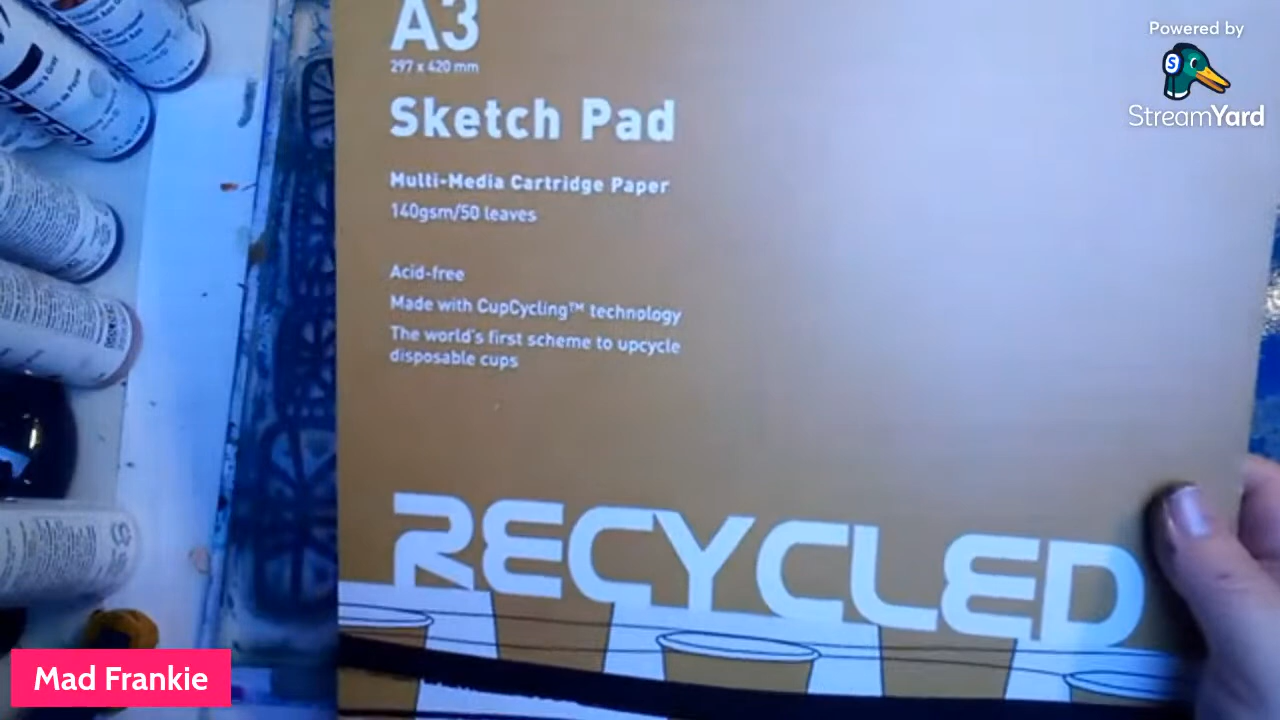 A3
297 x 420 mm
Sketch Pad
Multi-Media Cartridge Paper
140gsm/50 leaves
Acid-free
Made with CupCycling™ technology
The world's first scheme to upcycle
disposable cups
RECYCLED
Powered by
S
StreamYard
Mad Frankie